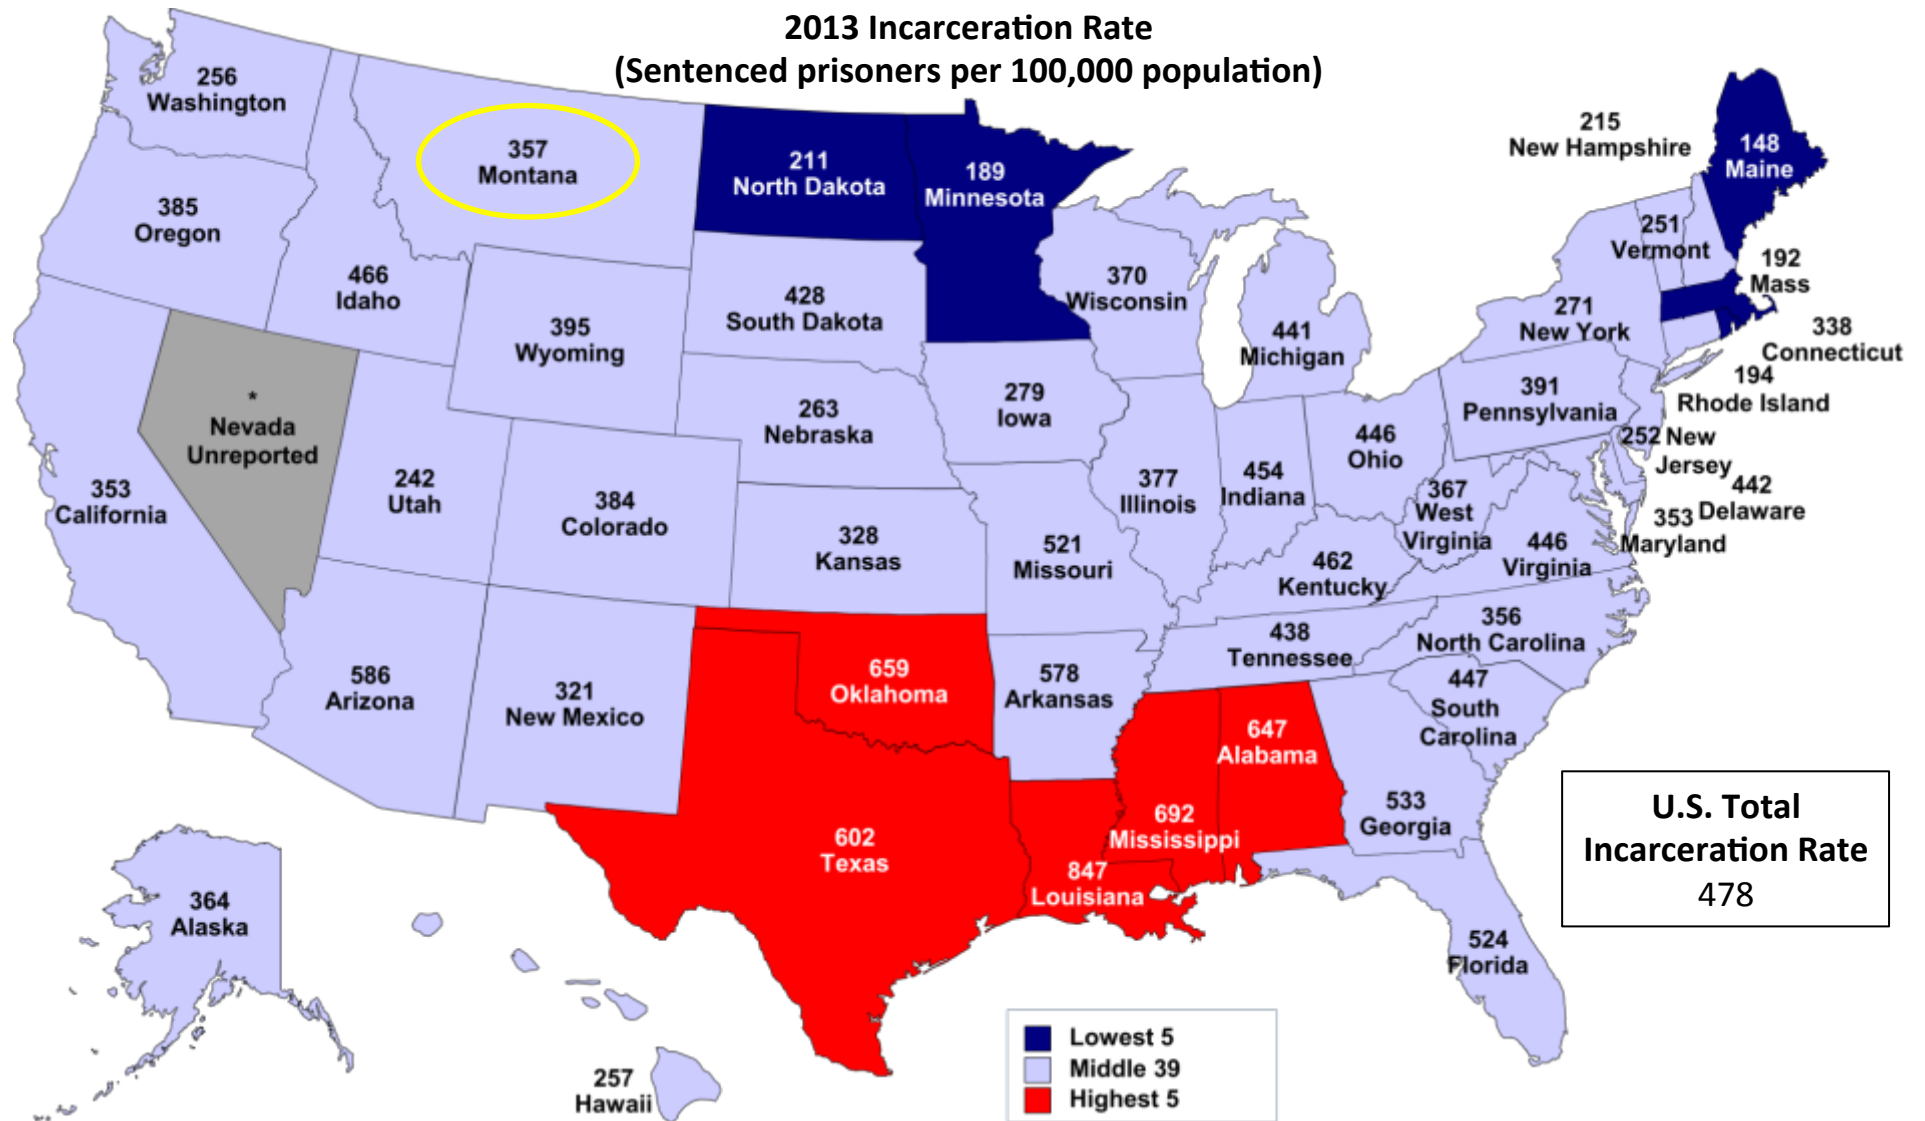 2013 Incarceration Rate
(Sentenced prisoners per 100,000 population)
256
Washington
357
Montana
211
North Dakota
189
Minnesota
215
New Hampshire
148
Maine
385
Oregon
466
Idaho
395
Wyoming
428
South Dakota
370
Wisconsin
441
Michigan
251
Vermont
192
Mass
271
New York
338
Connecticut
194
Rhode Island
*
Nevada
Unreported
263
Nebraska
279
Iowa
391
Pennsylvania
252 New
Jersey
446
Ohio
353
California
242
Utah
384
Colorado
328
Kansas
521
Missouri
377
Illinois
454
Indiana
367
West
Virginia
442
Delaware
353
Maryland
446
Virginia
462
Kentucky
438
Tennessee
356
North Carolina
586
Arizona
321
New Mexico
659
Oklahoma
578
Arkansas
447
South
Carolina
602
Texas
847
Louisiana
692
Mississippi
647
Alabama
533
Georgia
524
Florida
364
Alaska
257
Hawaii
U.S. Total
Incarceration Rate
478
Lowest 5
Middle 39
Highest 5